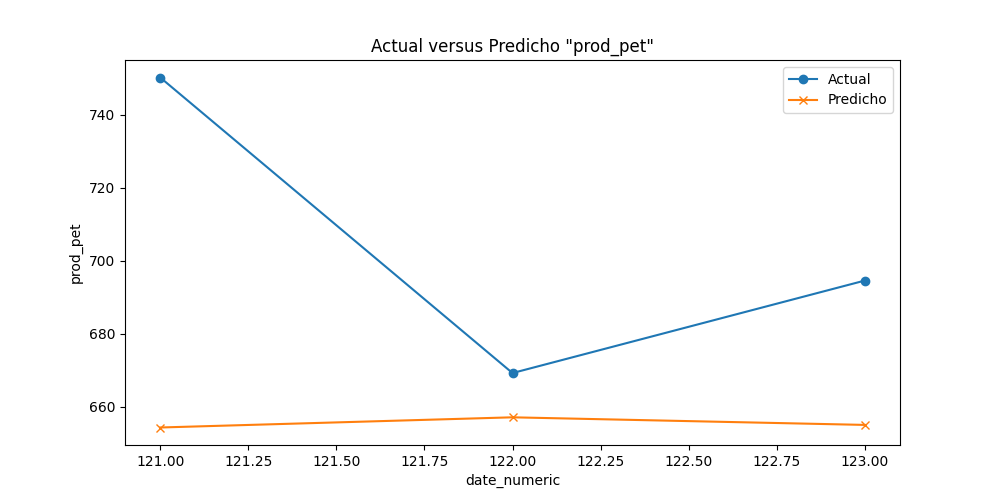 Actual versus Predicho "prod_pet"
Actual
Predicho
prod_pet
740
720
700
680
660
121.00 121.25 121.50 121.75 122.00 122.25 122.50 122.75 123.00
date_numeric